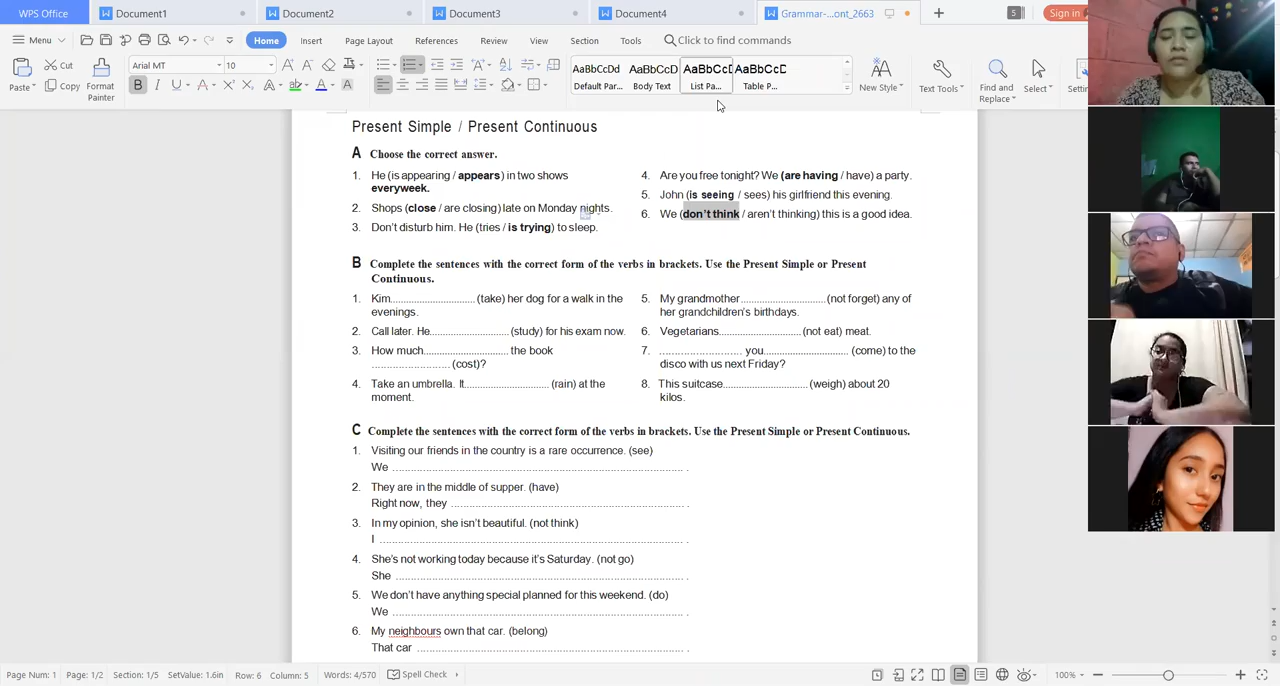 WPS Office Document1 Document2 Document3 Document4 Grammar-...ont_2663 S Sign in
Menu Home Insert Page Layout References Review View Section Tools Click to find commands
Paste Cut Copy Format Painter Arial MT 10 AaBbCcDd AaBbCcD AaBbCcI AaBbCcD
Default Par... Body Text List Pa... Table P... New Style Text Tools Find and Replace Select
Present Simple / Present Continuous
A Choose the correct answer.
1. He (is appearing / appears) in two shows
everyweek.
2. Shops (close / are closing) late on Monday nights.
3. Don't disturb him. He (tries / is trying) to sleep.
4. Are you free tonight? We (are having / have) a party.
5. John (is seeing / sees) his girlfriend this evening.
6. We (don't think / aren't thinking) this is a good idea.
B Complete the sentences with the correct form of the verbs in brackets. Use the Present Simple or Present
Continuous.
1. Kim............................ (take) her dog for a walk in the
evenings.
2. Call later. He.......................... (study) for his exam now.
3. How much............................ the book
.......................... (cost)?
4. Take an umbrella. It............................ (rain) at the
moment.
5. My grandmother ............................ (not forget) any of
her grandchildren's birthdays.
6. Vegetarians........................... (not eat) meat.
7. ........................... you............................ (come) to the
disco with us next Friday?
8. This suitcase............................ (weigh) about 20
kilos.
C Complete the sentences with the correct form of the verbs in brackets. Use the Present Simple or Present Continuous.
1. Visiting our friends in the country is a rare occurrence. (see)
We ................................................................................................ .
2. They are in the middle of supper. (have)
Right now, they .............................................................................. .
3. In my opinion, she isn't beautiful. (not think)
I ..................................................................................................... .
4. She's not working today because it's Saturday. (not go)
She ............................................................................................... .
5. We don't have anything special planned for this weekend. (do)
We ................................................................................................ .
6. My neighbours own that car. (belong)
That car ......................................................................................... .
Page Num: 1 Page: 1/2 Section: 1/5 SetValue: 1.6in Row: 6 Column: 5 Words: 4/570 Spell Check 100%